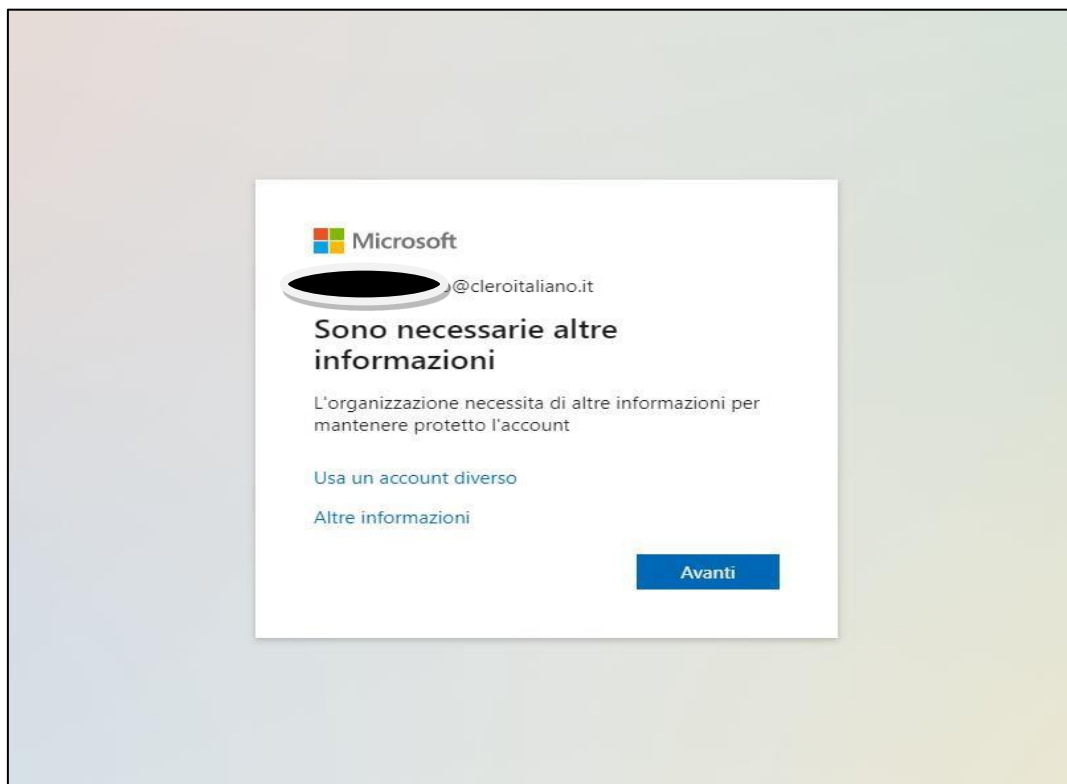 Microsoft
@cleroitaliano.it
Sono necessarie altre
informazioni
L'organizzazione necessita di altre informazioni per
mantenere protetto l'account
Usa un account diverso
Altre informazioni
Avanti